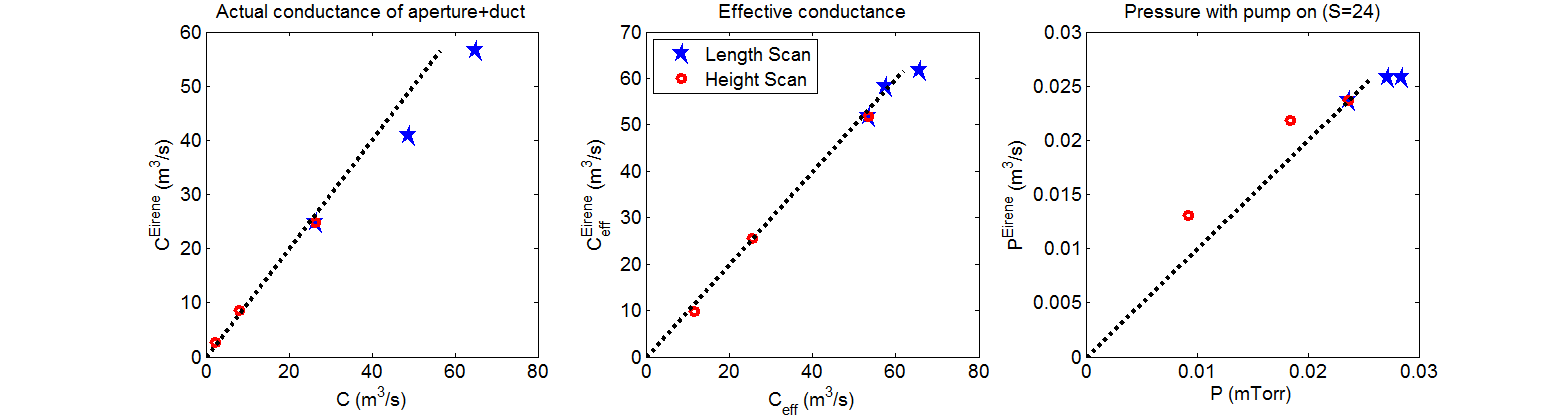 Actual conductance of aperture+duct
60
50
40
30
20
10
0
C^Eirene (m^3/s)
0 20 40 60 80
C (m^3/s)
Effective conductance
Length Scan
Height Scan
70
60
50
40
30
20
10
0
C_eff^Eirene (m^3/s)
0 20 40 60 80
C_eff (m^3/s)
Pressure with pump on (S=24)
0.03
0.025
0.02
0.015
0.01
0.005
0
P^Eirene (m^3/s)
0 0.01 0.02 0.03
P (mTorr)